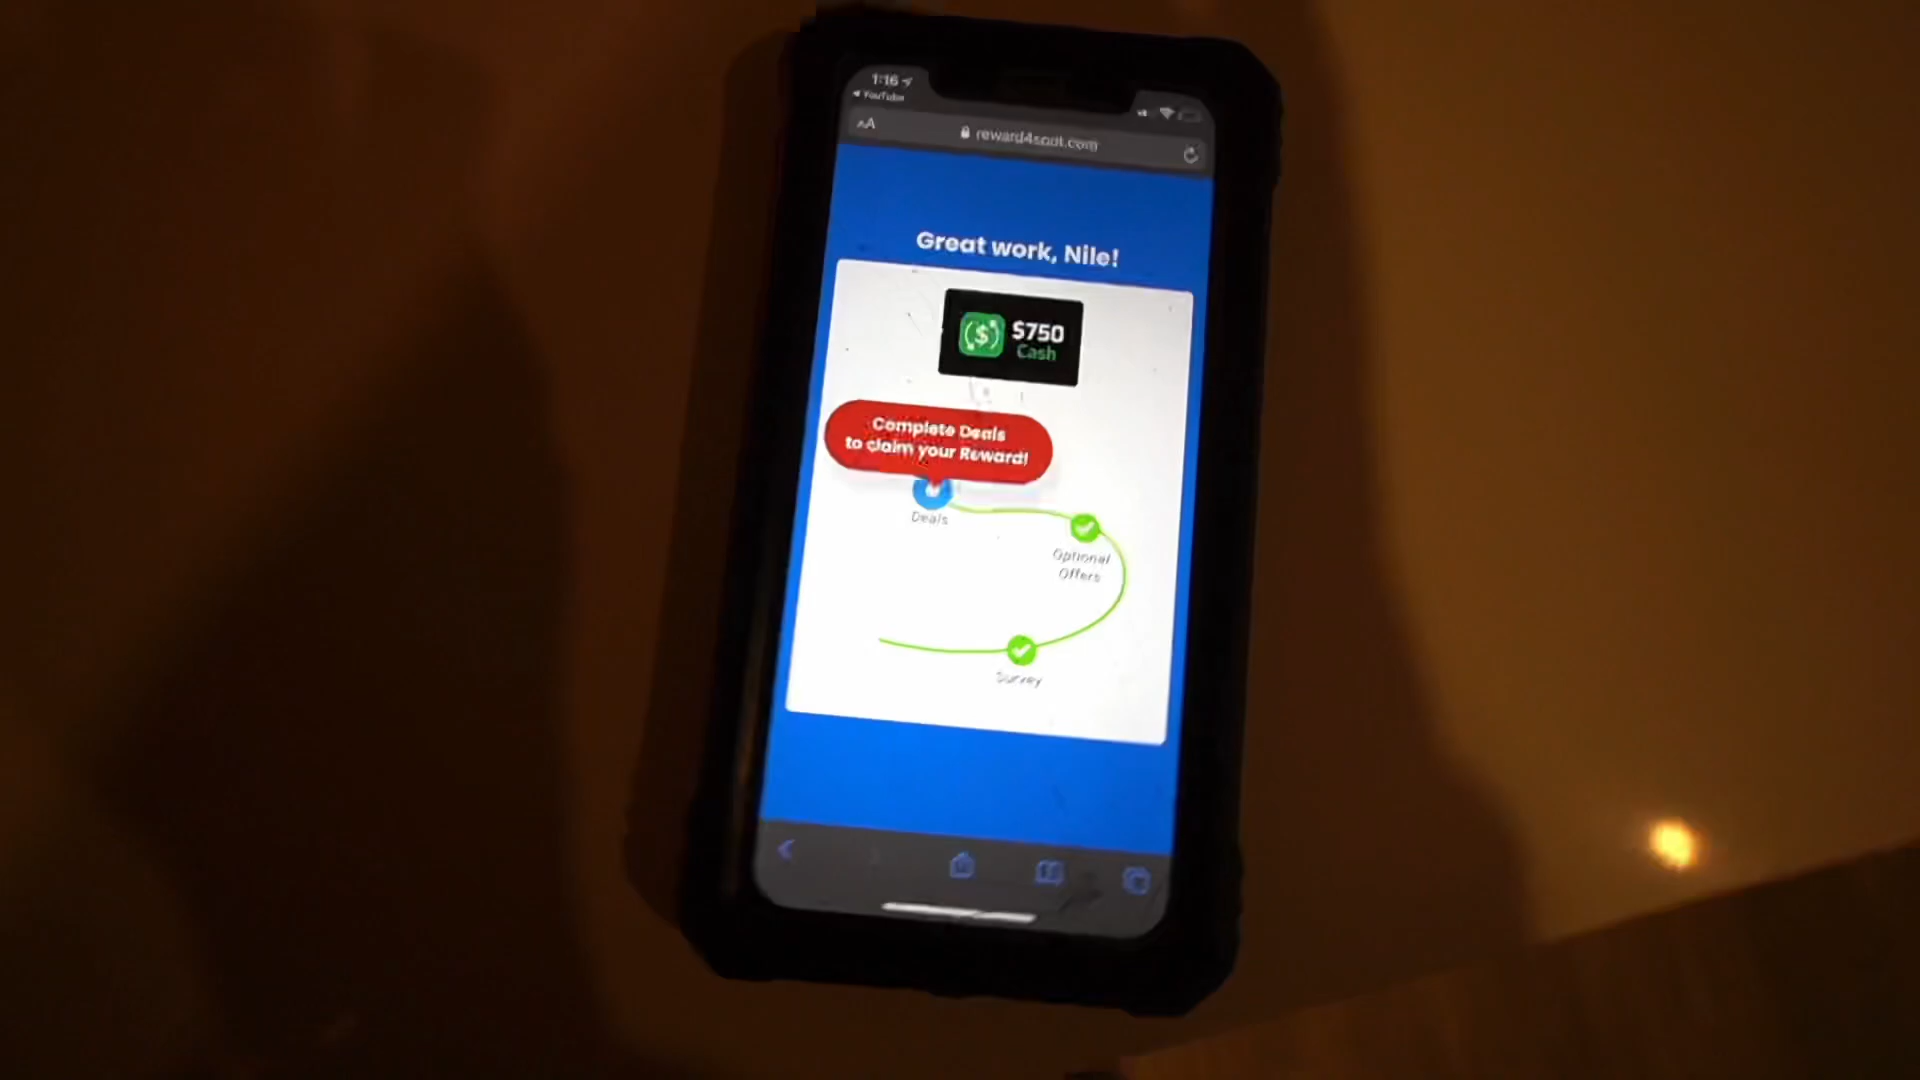 1:16
◀ YouTube
AA
reward4spot.com
Great work, Nile!
$750
Cash
Complete Deals
to claim your Reward!
Deals
Optional
Offers
Survey